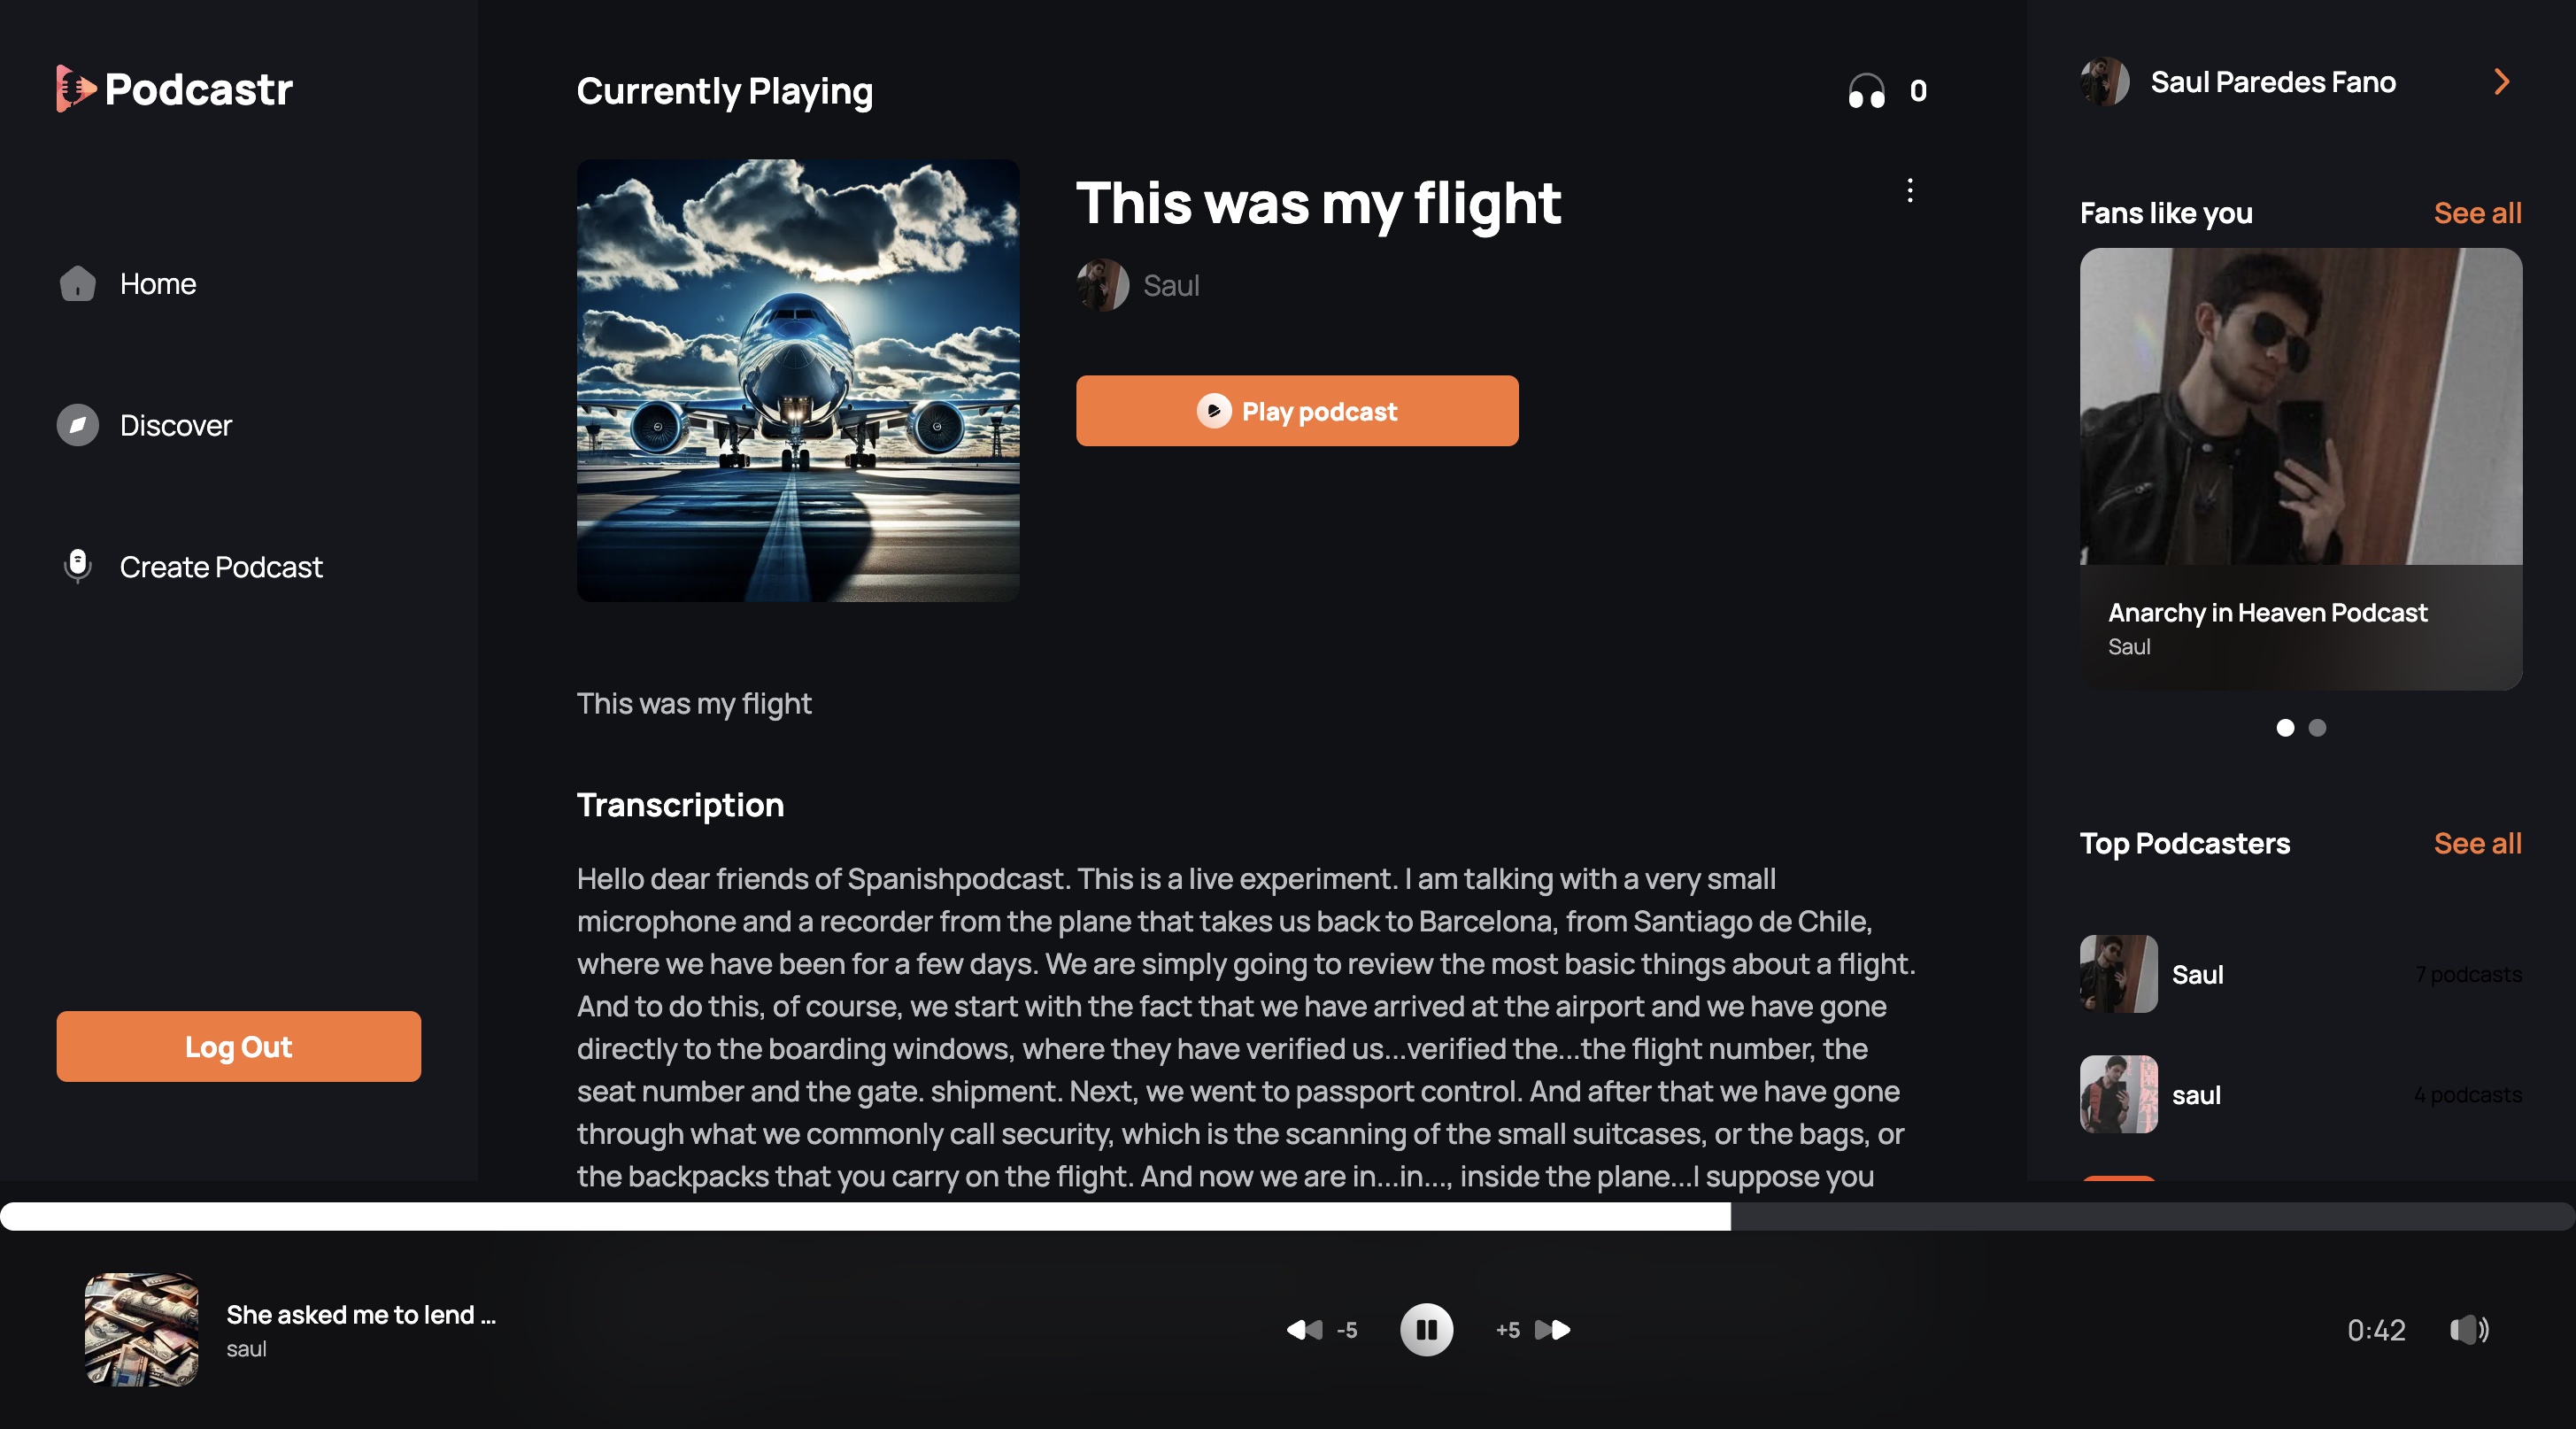 Podcastr
Home
Discover
Create Podcast
Log Out
Currently Playing
0
This was my flight
Saul
Play podcast
This was my flight
Transcription
Hello dear friends of Spanishpodcast. This is a live experiment. I am talking with a very small
microphone and a recorder from the plane that takes us back to Barcelona, from Santiago de Chile,
where we have been for a few days. We are simply going to review the most basic things about a flight.
And to do this, of course, we start with the fact that we have arrived at the airport and we have gone
directly to the boarding windows, where they have verified us...verified the...the flight number, the
seat number and the gate. shipment. Next, we went to passport control. And after that we have gone
through what we commonly call security, which is the scanning of the small suitcases, or the bags, or
the backpacks that you carry on the flight. And now we are in...in..., inside the plane...I suppose you
Saul Paredes Fano
Fans like you
See all
Anarchy in Heaven Podcast
Saul
Top Podcasters
See all
Saul
7 podcasts
saul
4 podcasts
She asked me to lend ...
saul
-5
+5
0:42